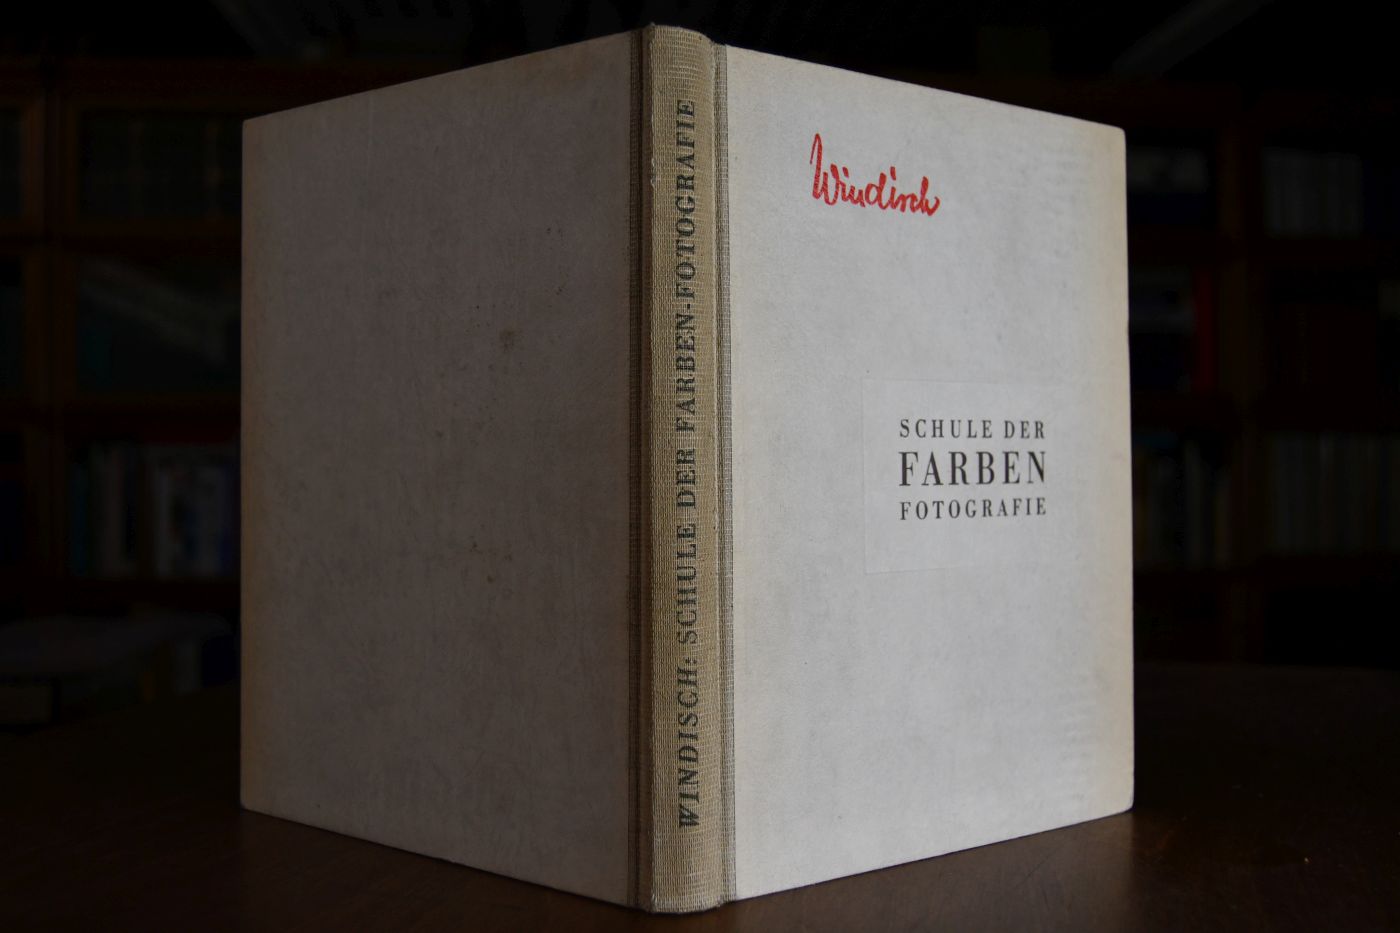 WINDISCH: SCHULE DER FARBEN-FOTOGRAFIE
Windisch
SCHULE DER
FARBEN
FOTOGRAFIE